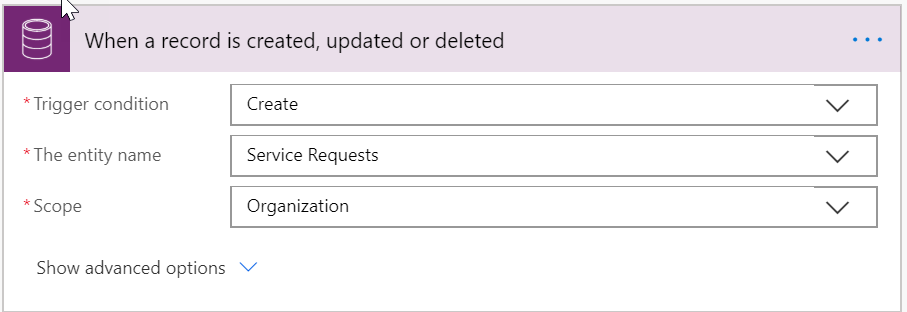 When a record is created, updated or deleted
* Trigger condition Create
* The entity name Service Requests
* Scope Organization
Show advanced options